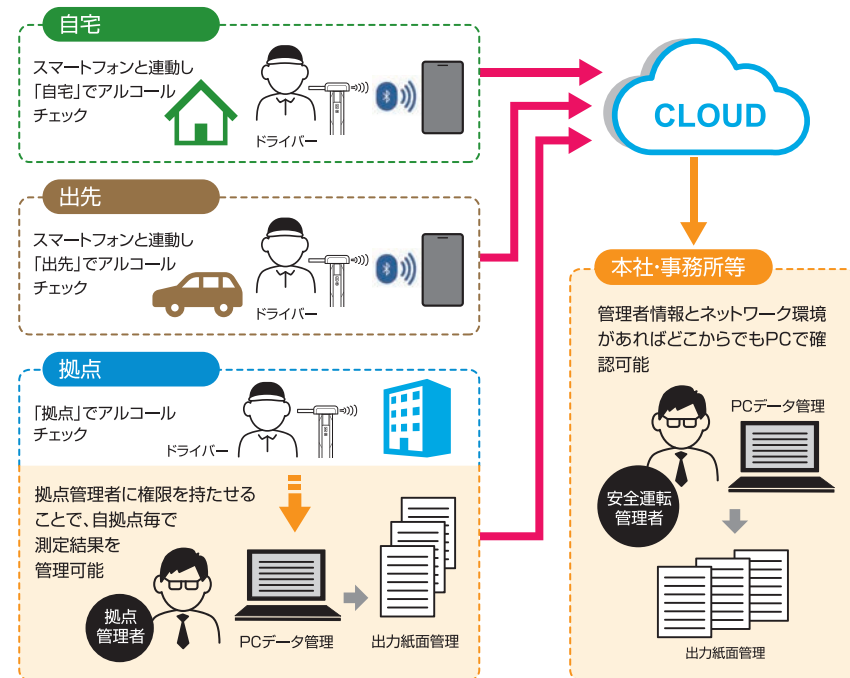 自宅
スマートフォンと連動し
「自宅」でアルコール
チェック
ドライバー
出先
スマートフォンと連動し
「出先」でアルコール
チェック
ドライバー
拠点
「拠点」でアルコール
チェック
ドライバー
拠点管理者に権限を持たせる
ことで、自拠点毎で
測定結果を
管理可能
拠点
管理者
PCデータ管理
出力紙面管理
CLOUD
本社・事務所等
管理者情報とネットワーク環境
があればどこからでもPCで確
認可能
PCデータ管理
安全運転
管理者
出力紙面管理